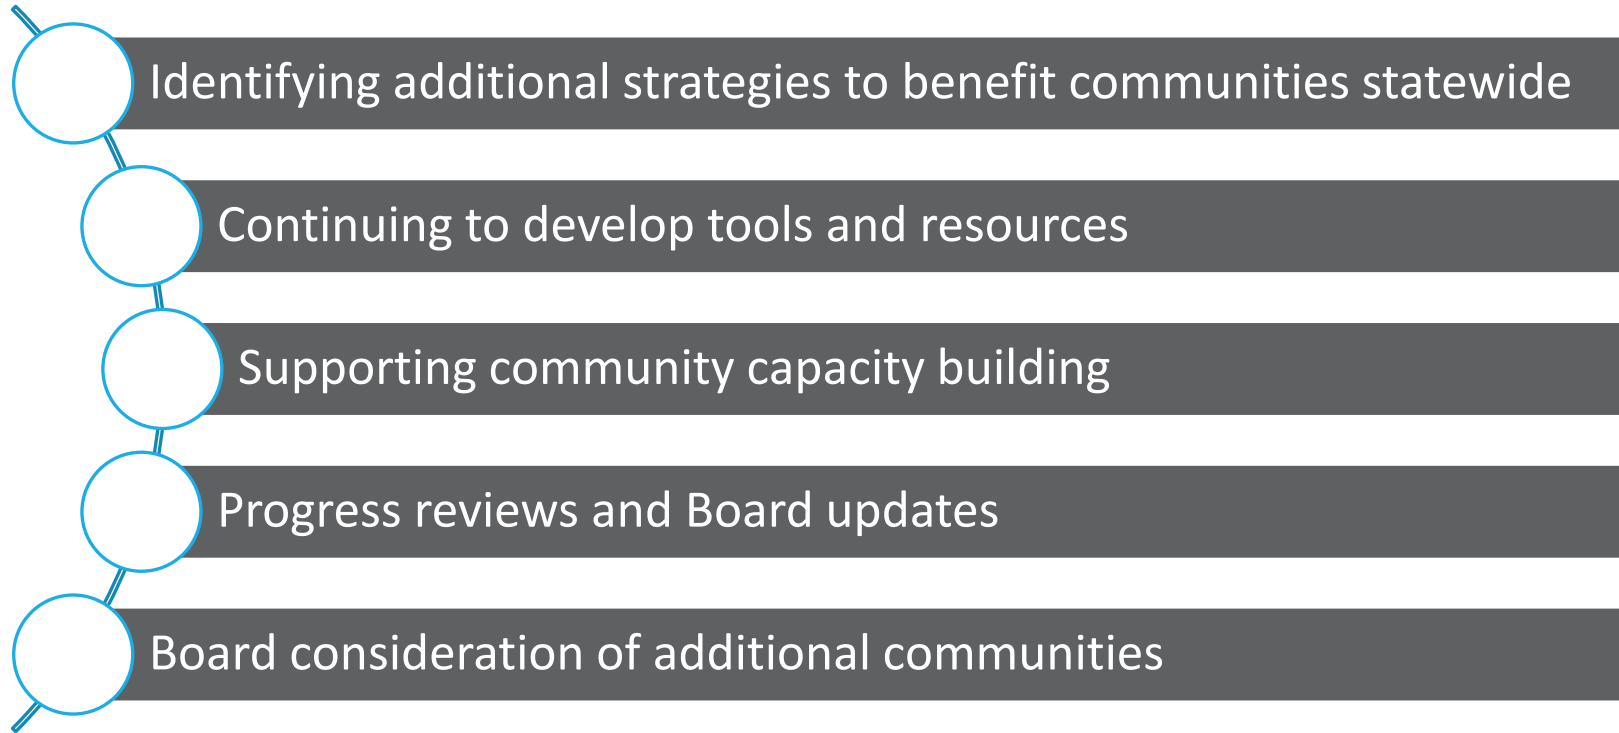 Identifying additional strategies to benefit communities statewide
Continuing to develop tools and resources
Supporting community capacity building
Progress reviews and Board updates
Board consideration of additional communities